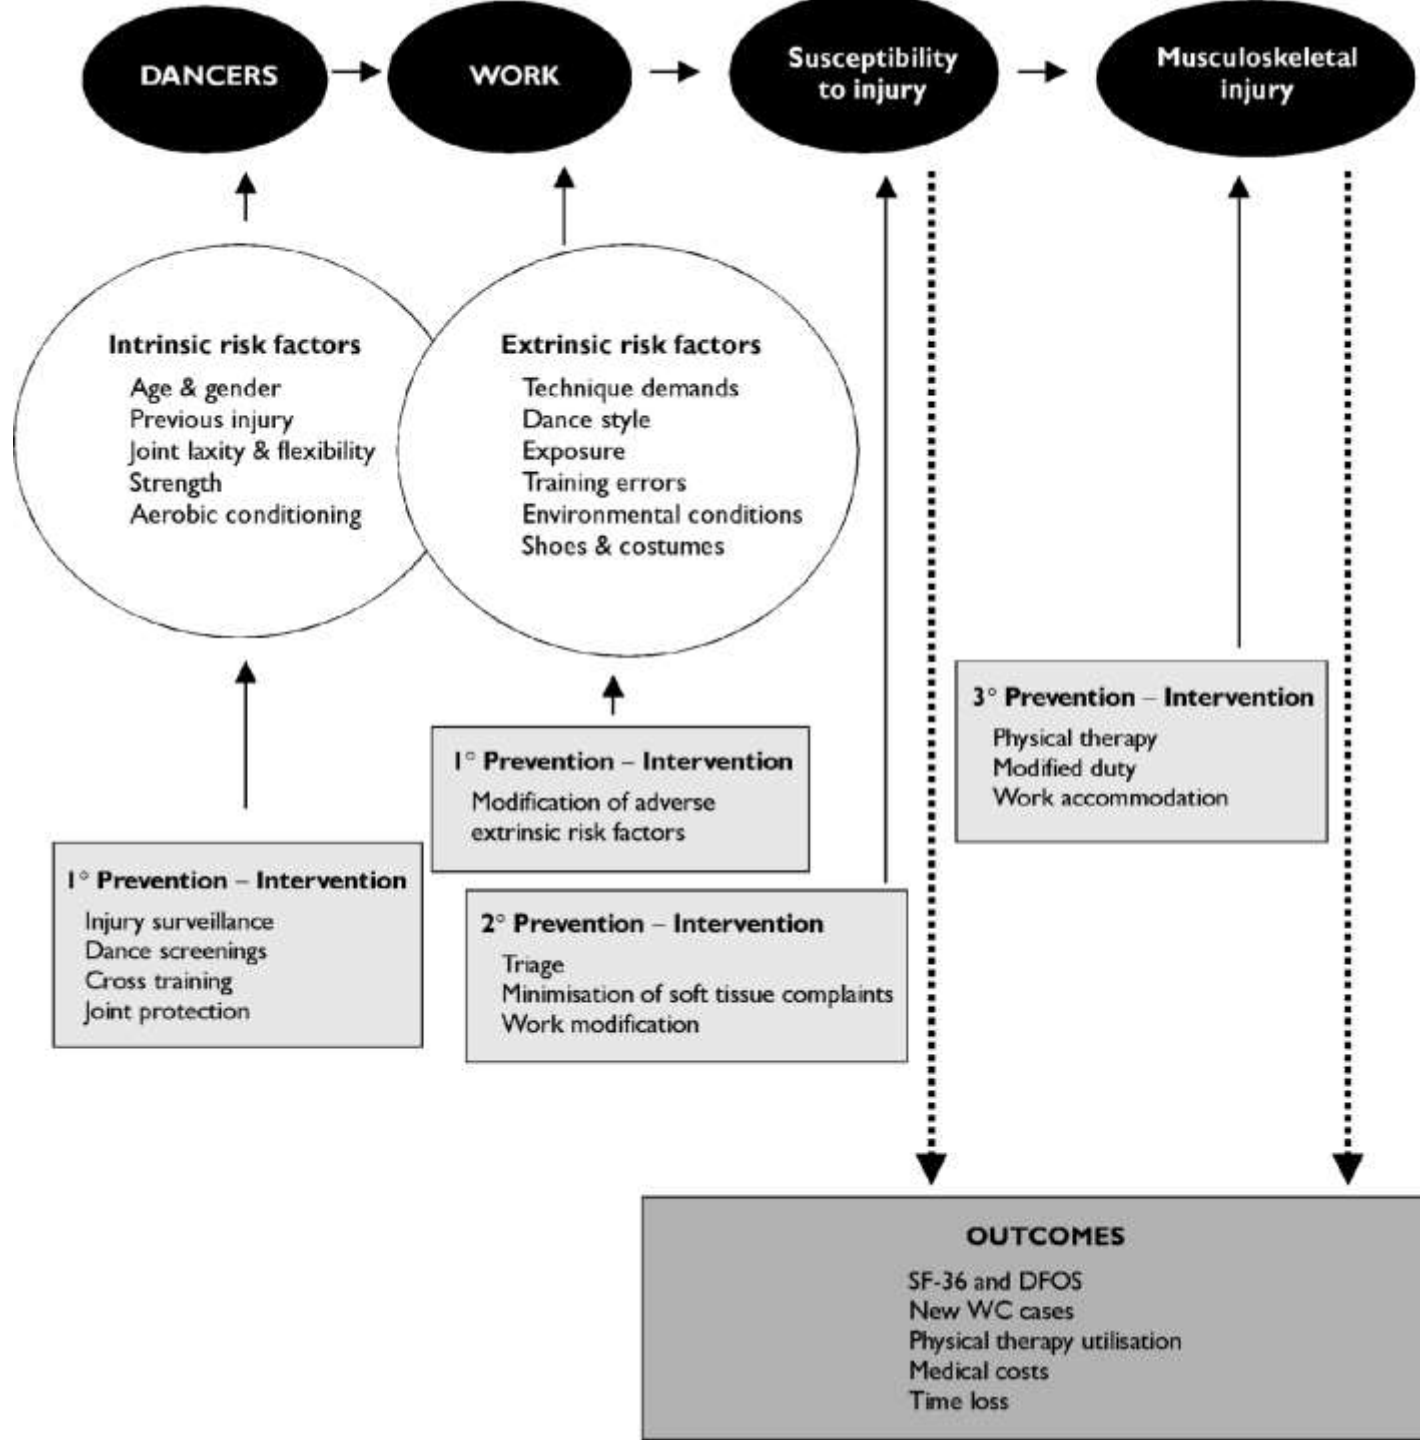 DANCERS
WORK
Susceptibility
to injury
Musculoskeletal
injury
Intrinsic risk factors
Age & gender
Previous injury
Joint laxity & flexibility
Strength
Aerobic conditioning
Extrinsic risk factors
Technique demands
Dance style
Exposure
Training errors
Environmental conditions
Shoes & costumes
1° Prevention – Intervention
Injury surveillance
Dance screenings
Cross training
Joint protection
1° Prevention – Intervention
Modification of adverse
extrinsic risk factors
2° Prevention – Intervention
Triage
Minimisation of soft tissue complaints
Work modification
3° Prevention – Intervention
Physical therapy
Modified duty
Work accommodation
OUTCOMES
SF-36 and DFOS
New WC cases
Physical therapy utilisation
Medical costs
Time loss